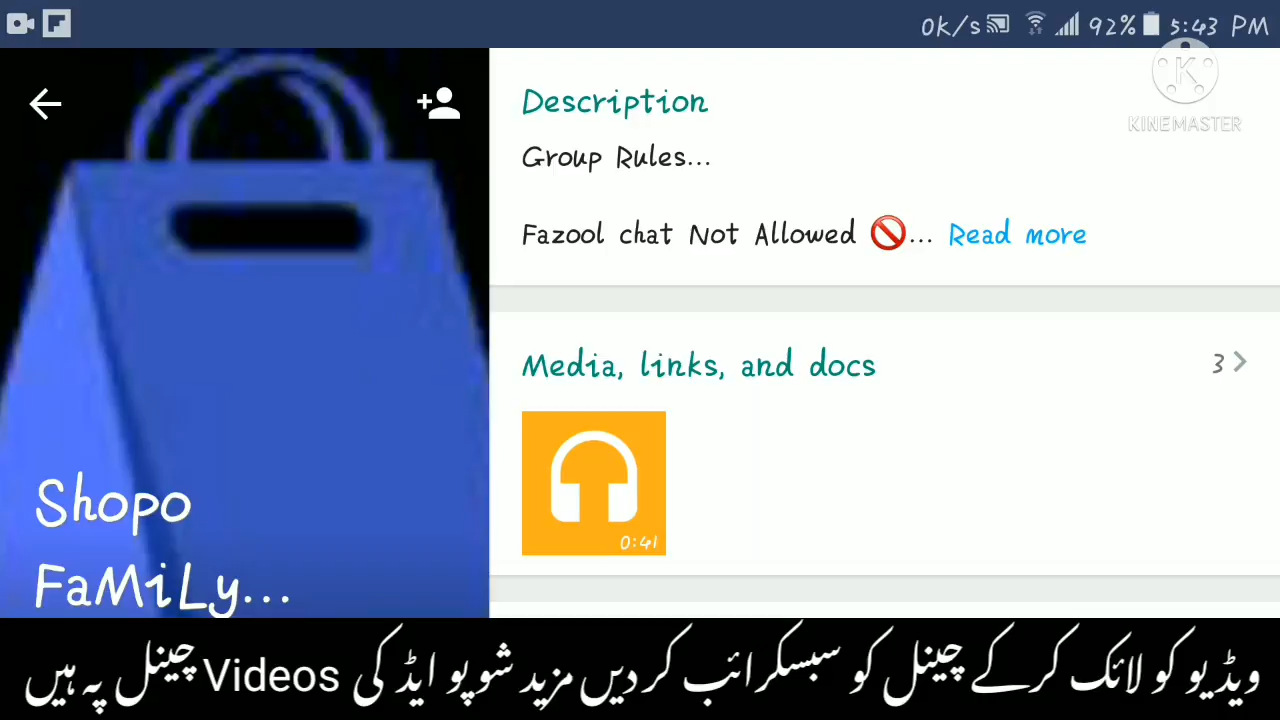 0K/s 92% 5:43 PM
KINEMASTER
Description
Group Rules...
Fazool chat Not Allowed 🚫... Read more
Media, links, and docs 3
0:41
Shopo
FaMiLy...
ویڈیو کو لائک کر کے چینل کو سبسکرائب کر دیں مزید شوپو ایڈ کی Videos چینل پہ ہیں